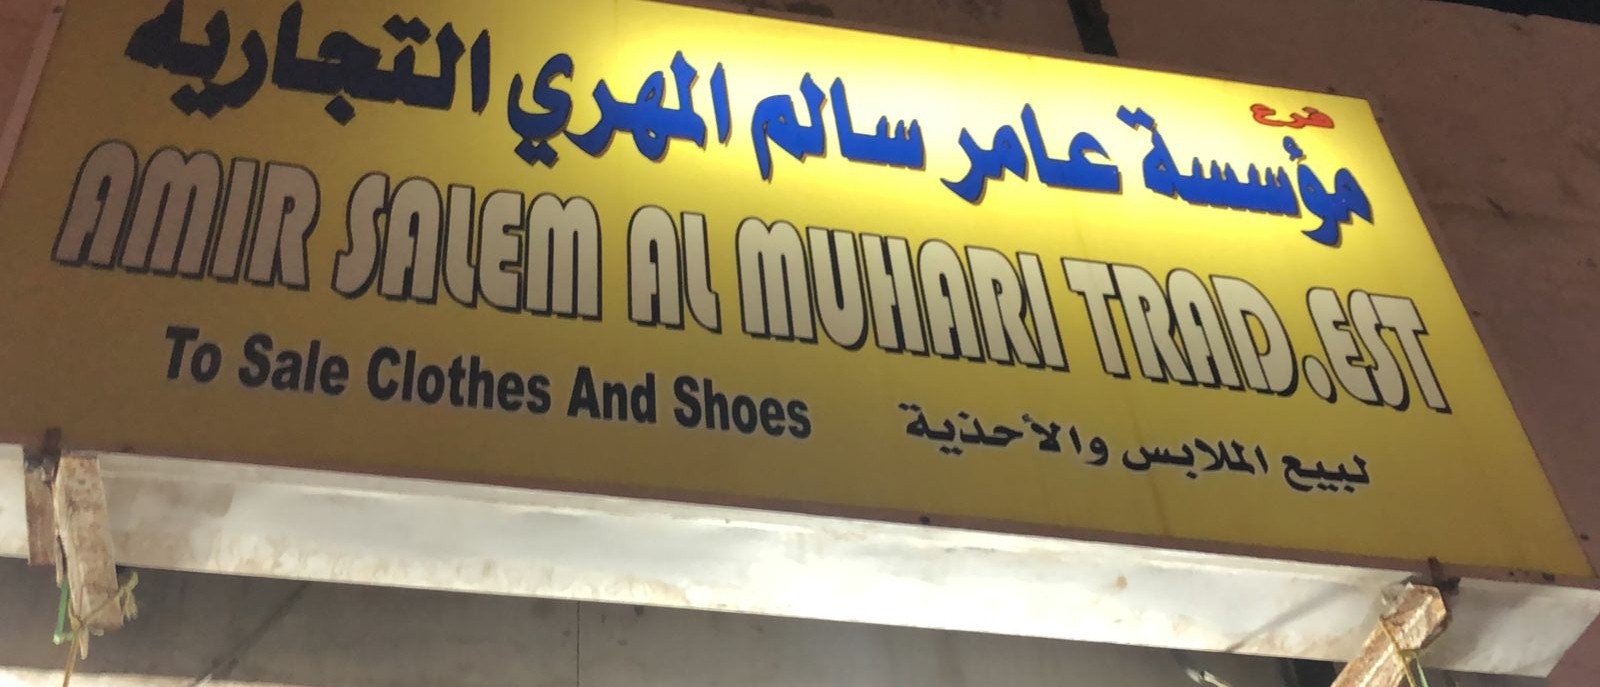 فرع
مؤسسة عامر سالم المهري التجارية
AMIR SALEM AL MUHARI TRAD.EST
To Sale Clothes And Shoes
لبيع الملابس والأحذية